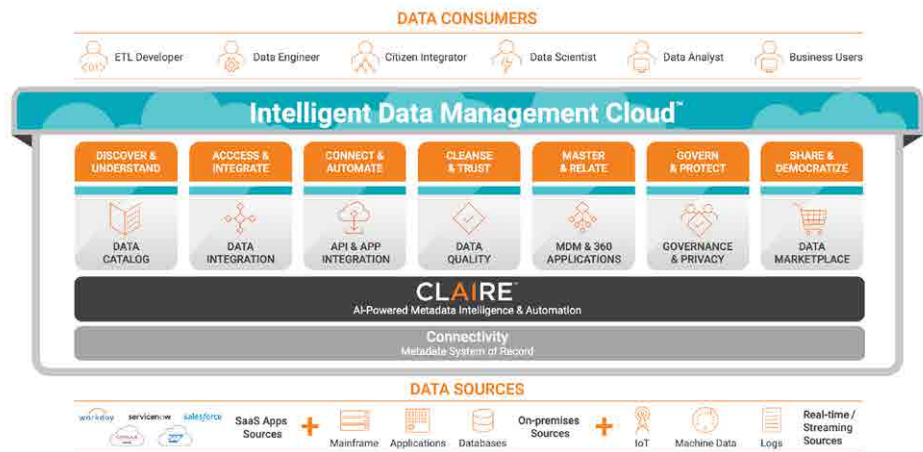 DATA CONSUMERS
ETL Developer
Data Engineer
Citizen Integrator
Data Scientist
Data Analyst
Business Users
Intelligent Data Management Cloud™
DISCOVER &
UNDERSTAND
ACCCESS &
INTEGRATE
CONNECT &
AUTOMATE
CLEANSE
& TRUST
MASTER
& RELATE
GOVERN
& PROTECT
SHARE &
DEMOCRATIZE
DATA
CATALOG
DATA
INTEGRATION
API & APP
INTEGRATION
DATA
QUALITY
MDM & 360
APPLICATIONS
GOVERNANCE
& PRIVACY
DATA
MARKETPLACE
CLAIRE™
AI-Powered Metadata Intelligence & Automation
Connectivity
Metadate System of Record
DATA SOURCES
workday
servicenow
salesforce
SAP
SaaS Apps
Sources
+
Mainframe
Applications
Databases
On-premises
Sources
+
IoT
Machine Data
Logs
Real-time /
Streaming
Sources